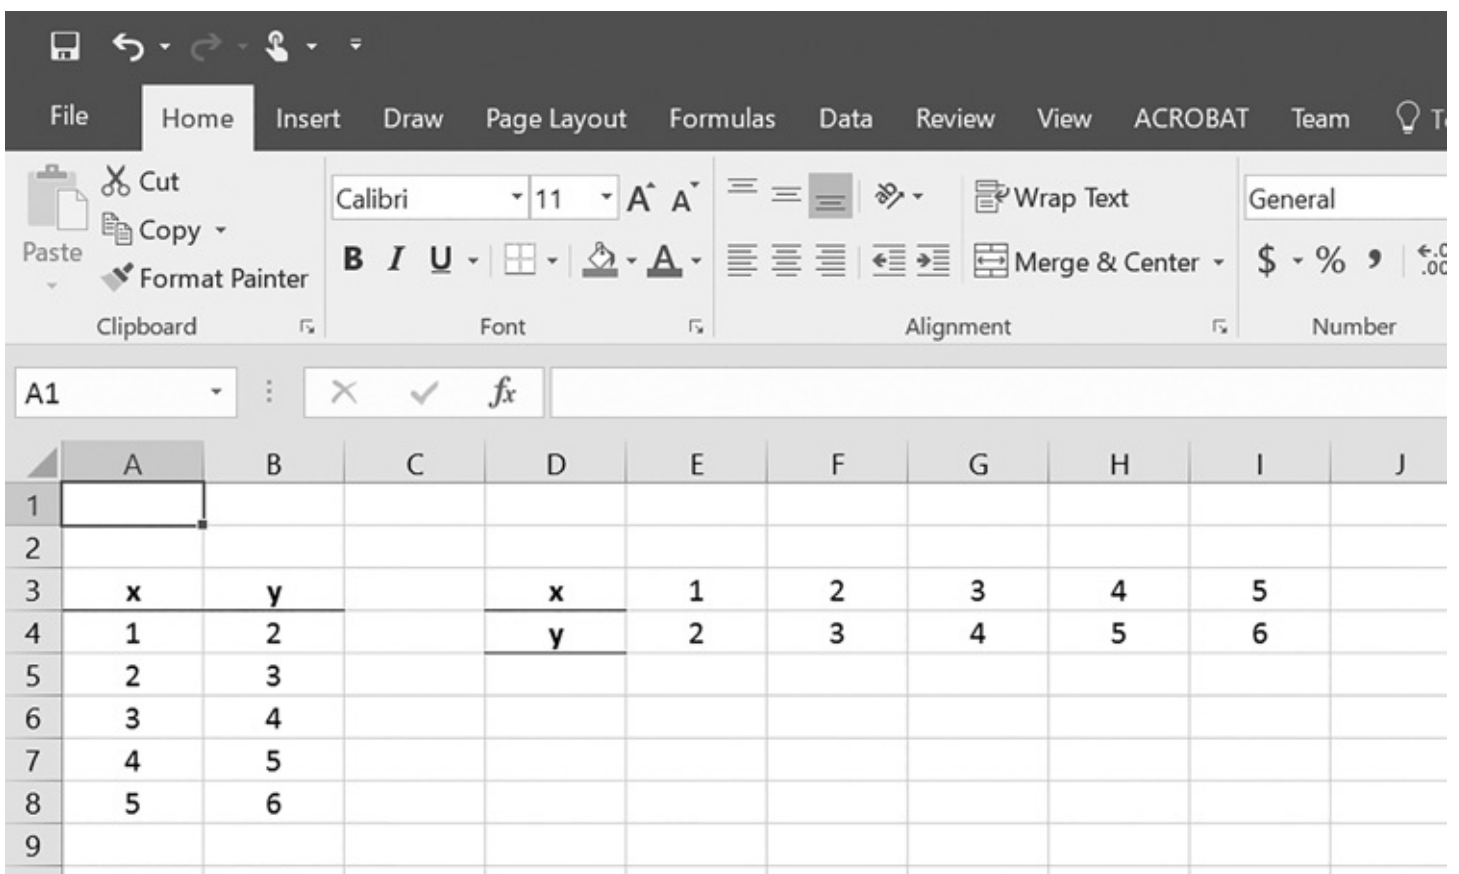 File Home Insert Draw Page Layout Formulas Data Review View ACROBAT Team
Cut
Copy
Paste
Format Painter
Clipboard
Calibri 11 A A
B I U A
Font
Wrap Text
Merge & Center
Alignment
General
$ % , .00
Number
A1 fx
A B C D E F G H I J
1
2
3 x y x 1 2 3 4 5
4 1 2 y 2 3 4 5 6
5 2 3
6 3 4
7 4 5
8 5 6
9